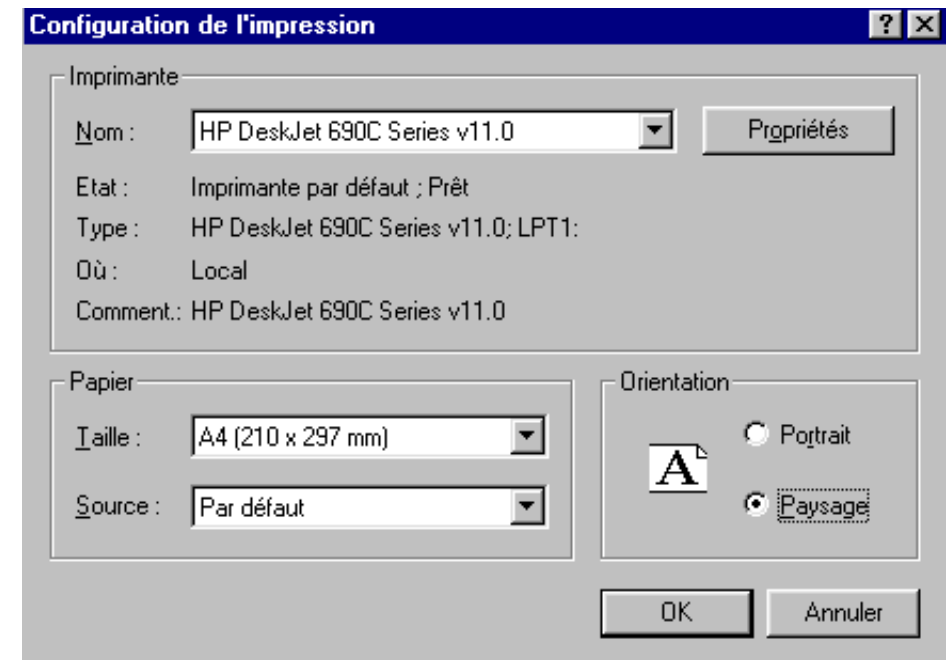 Configuration de l'impression
Imprimante
Nom : HP DeskJet 690C Series v11.0 Propriétés
Etat : Imprimante par défaut ; Prêt
Type : HP DeskJet 690C Series v11.0; LPT1:
Où : Local
Comment.: HP DeskJet 690C Series v11.0
Papier
Taille : A4 (210 x 297 mm)
Source : Par défaut
Orientation
A
Portrait
Paysage
OK Annuler